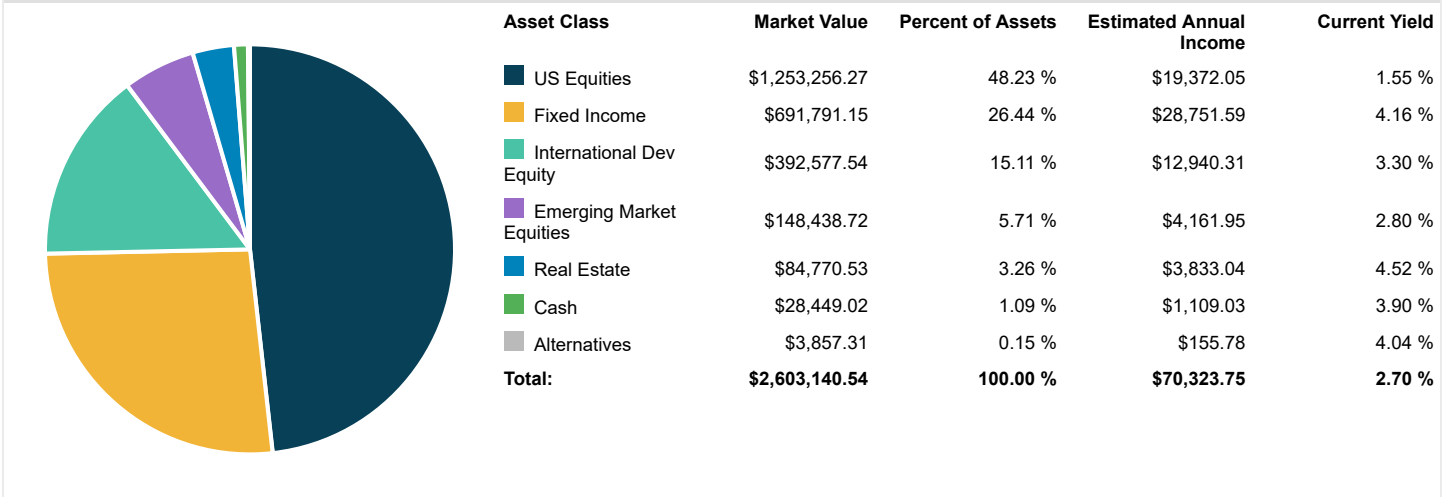 Asset Class Market Value Percent of Assets Estimated Annual Income Current Yield
US Equities $1,253,256.27 48.23 % $19,372.05 1.55 %
Fixed Income $691,791.15 26.44 % $28,751.59 4.16 %
International Dev Equity $392,577.54 15.11 % $12,940.31 3.30 %
Emerging Market Equities $148,438.72 5.71 % $4,161.95 2.80 %
Real Estate $84,770.53 3.26 % $3,833.04 4.52 %
Cash $28,449.02 1.09 % $1,109.03 3.90 %
Alternatives $3,857.31 0.15 % $155.78 4.04 %
Total: $2,603,140.54 100.00 % $70,323.75 2.70 %